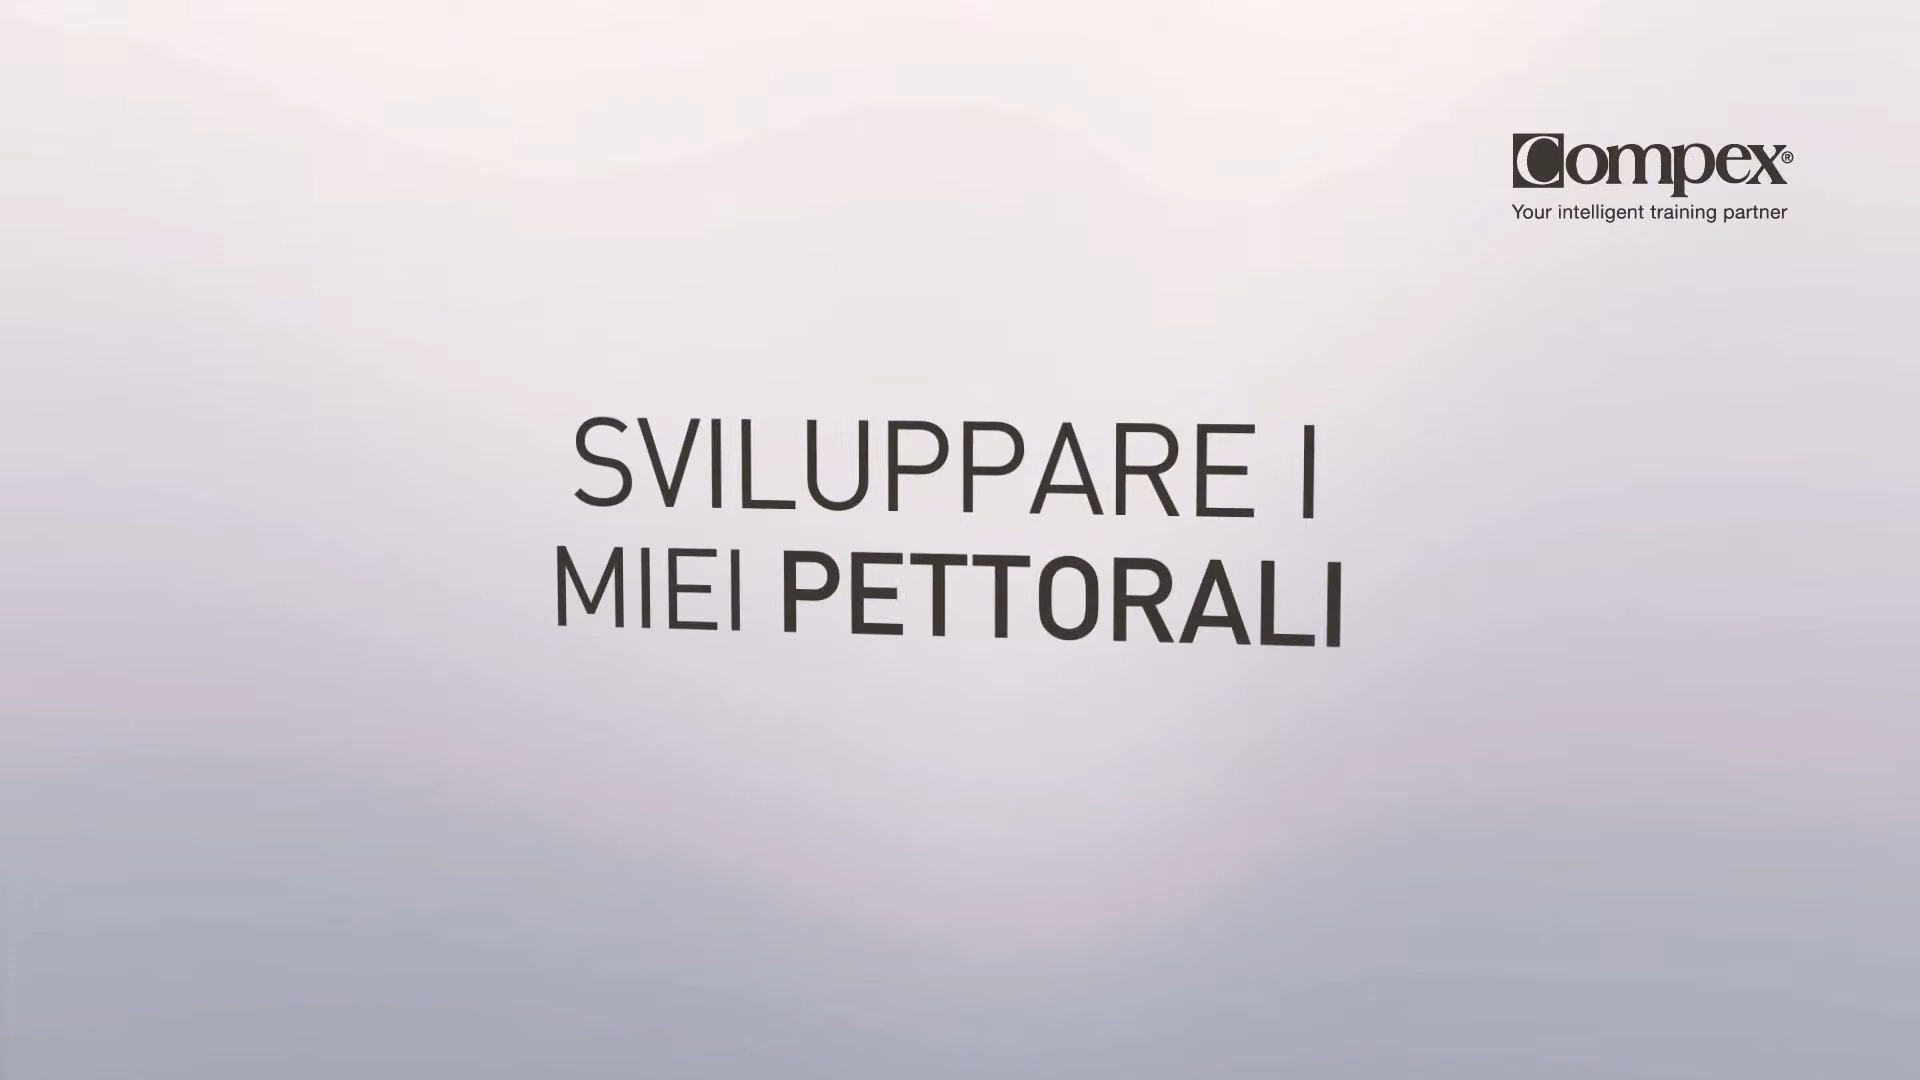 Compex®
Your intelligent training partner
SVILUPPARE I
MIEI PETTORALI